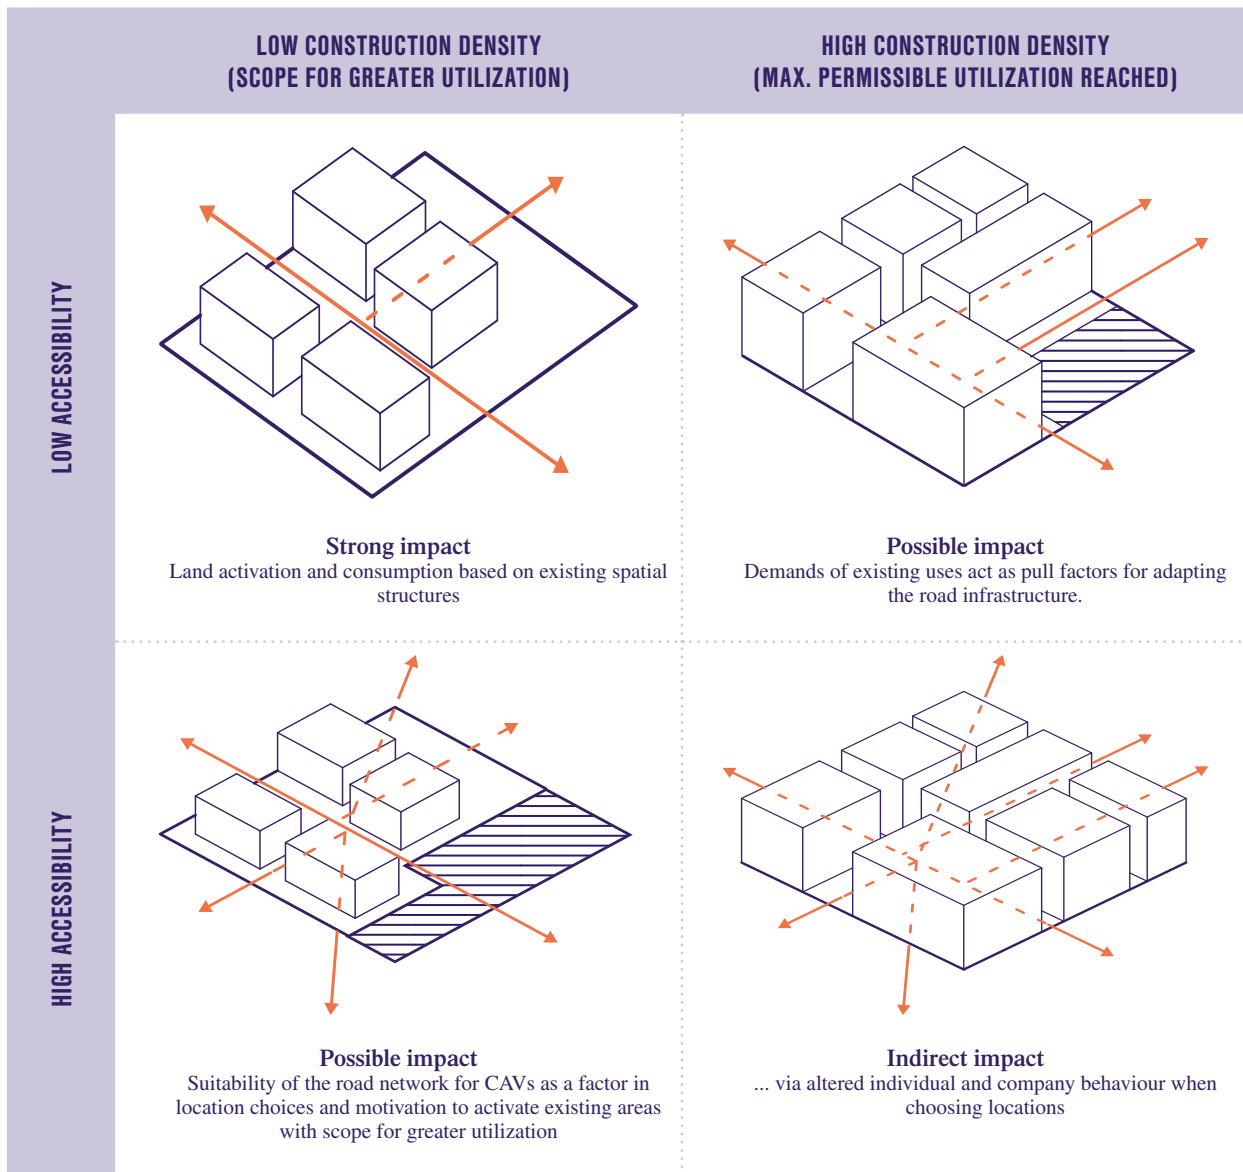 LOW CONSTRUCTION DENSITY
(SCOPE FOR GREATER UTILIZATION)
HIGH CONSTRUCTION DENSITY
(MAX. PERMISSIBLE UTILIZATION REACHED)
LOW ACCESSIBILITY
Strong impact
Land activation and consumption based on existing spatial
structures
Possible impact
Demands of existing uses act as pull factors for adapting
the road infrastructure.
HIGH ACCESSIBILITY
Possible impact
Suitability of the road network for CAVs as a factor in
location choices and motivation to activate existing areas
with scope for greater utilization
Indirect impact
... via altered individual and company behaviour when
choosing locations